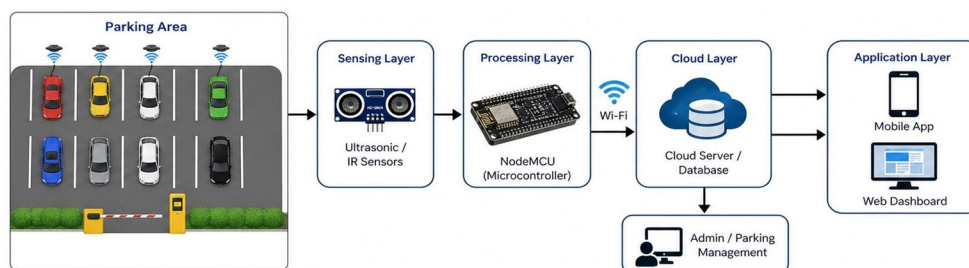 Parking Area
Sensing Layer
Ultrasonic /
IR Sensors
Processing Layer
NodeMCU
(Microcontroller)
Wi-Fi
Cloud Layer
Cloud Server /
Database
Admin / Parking
Management
Application Layer
Mobile App
Web Dashboard